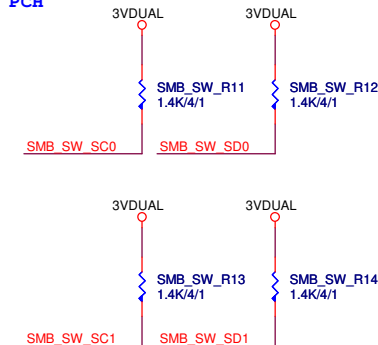 PCH
3VDUAL 3VDUAL
SMB_SW_R11 SMB_SW_R12
1.4K/4/1 1.4K/4/1
SMB_SW_SC0 SMB_SW_SD0
3VDUAL 3VDUAL
SMB_SW_R13 SMB_SW_R14
1.4K/4/1 1.4K/4/1
SMB_SW_SC1 SMB_SW_SD1